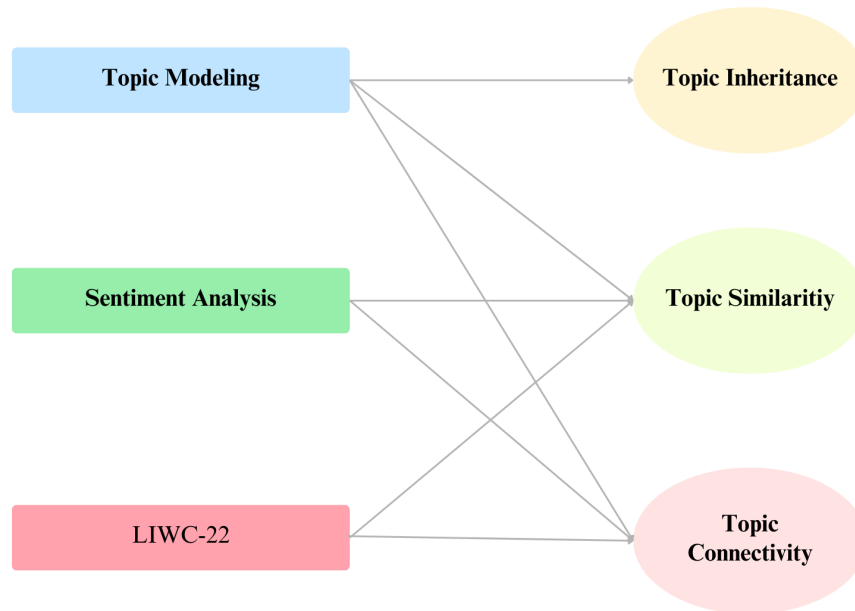 Topic Modeling
Topic Inheritance
Sentiment Analysis
Topic Similaritiy
LIWC-22
Topic
Connectivity